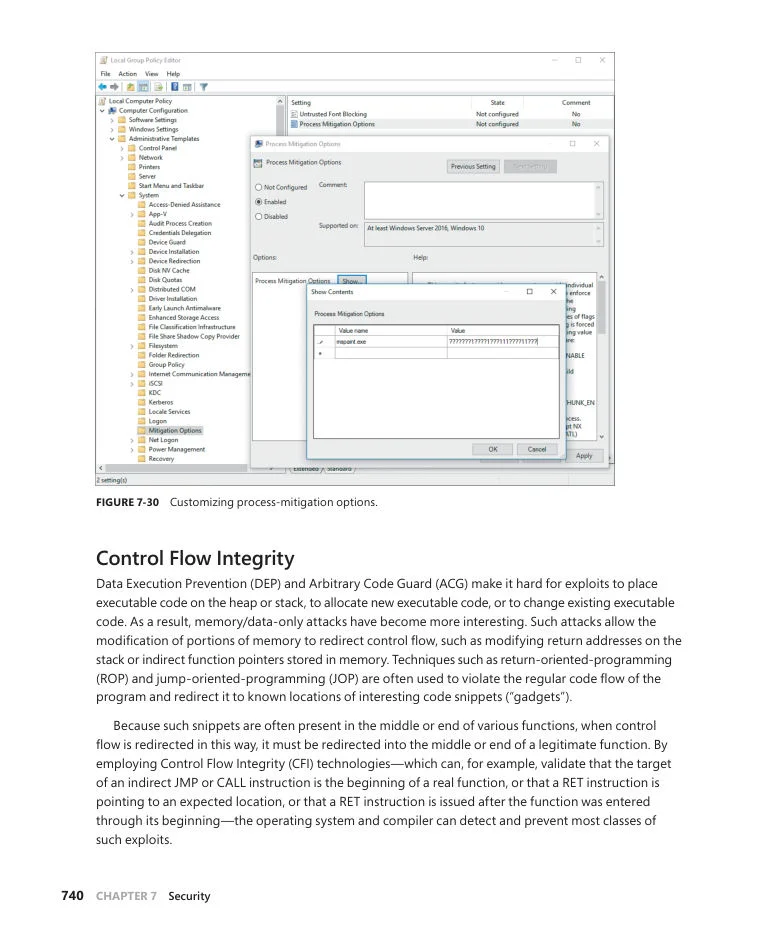 Local Group Policy Editor
File Action View Help
Local Computer Policy
Computer Configuration
Software Settings
Windows Settings
Administrative Templates
Control Panel
Network
Printers
Server
Start Menu and Taskbar
System
Access-Denied Assistance
App-V
Audit Process Creation
Credentials Delegation
Device Guard
Device Installation
Device Redirection
Disk NV Cache
Disk Quotas
Distributed COM
Driver Installation
Early Launch Antimalware
Enhanced Storage Access
File Classification Infrastructure
File Share Shadow Copy Provider
Filesystem
Folder Redirection
Group Policy
Internet Communication Manageme
iSCSI
KDC
Kerberos
Locale Services
Logon
Mitigation Options
Net Logon
Power Management
Recovery
Setting State Comment
Untrusted Font Blocking Not configured No
Process Mitigation Options Not configured No
Process Mitigation Options
Process Mitigation Options
Previous Setting
Not Configured
Enabled
Disabled
Comment:
Supported on:
At least Windows Server 2016, Windows 10
Options: Help:
Process Mitigation Options Show...
individual
enforce
he
ng
es of flags
g is forced
ng value
re:
NABLE
ild
HUNK_EN
ocess.
pt NX
ATL)
Show Contents
Process Mitigation Options
Value name Value
mspaint.exe
OK Cancel
Apply
Extended Standard
2 setting(s)
FIGURE 7-30 Customizing process-mitigation options.
Control Flow Integrity
Data Execution Prevention (DEP) and Arbitrary Code Guard (ACG) make it hard for exploits to place
executable code on the heap or stack, to allocate new executable code, or to change existing executable
code. As a result, memory/data-only attacks have become more interesting. Such attacks allow the
modification of portions of memory to redirect control flow, such as modifying return addresses on the
stack or indirect function pointers stored in memory. Techniques such as return-oriented-programming
(ROP) and jump-oriented-programming (JOP) are often used to violate the regular code flow of the
program and redirect it to known locations of interesting code snippets (“gadgets”).
Because such snippets are often present in the middle or end of various functions, when control
flow is redirected in this way, it must be redirected into the middle or end of a legitimate function. By
employing Control Flow Integrity (CFI) technologies—which can, for example, validate that the target
of an indirect JMP or CALL instruction is the beginning of a real function, or that a RET instruction is
pointing to an expected location, or that a RET instruction is issued after the function was entered
through its beginning—the operating system and compiler can detect and prevent most classes of
such exploits.
740 CHAPTER 7 Security